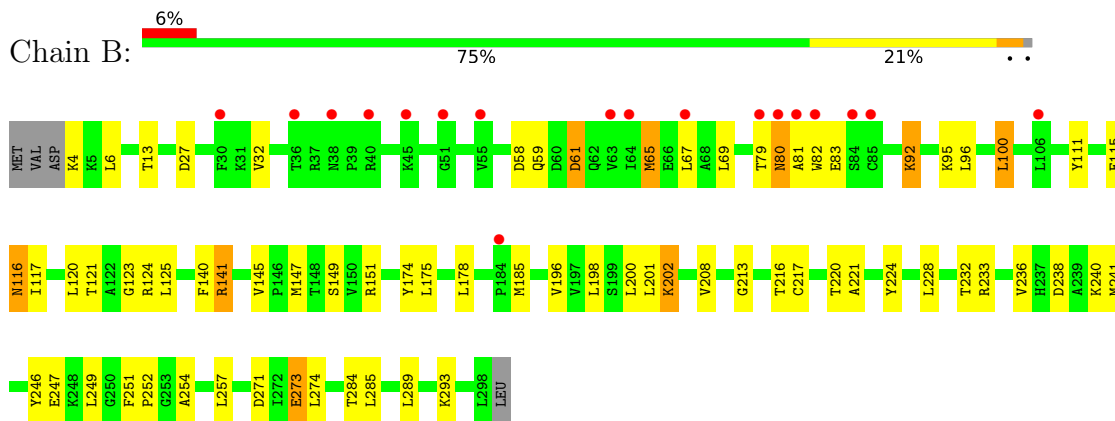 6%
Chain B:
75% 21% • •
MET VAL ASP K4 K5 L6 T13 D27 F30 K31 V32 T36 R37 N38 P39 R40 K45 G51 V55 D58 Q59 D60 D61 Q62 V63 I64 M65 E66 L67 A68 L69 T79 N80 A81 W82 E83 S84 C85 K92 K95 L96 L100 L106 Y111 E115
N116 I117 L120 T121 A122 G123 R124 L125 F140 R141 V145 P146 M147 T148 S149 V150 R151 Y174 L175 L178 P184 M185 V196 V197 L198 S199 L200 L201 K202 V208 G213 T216 C217 T220 A221 Y224 L228 T232 R233 V236 H237 D238 A239 K240 M241
Y246 E247 K248 L249 G250 F251 P252 G253 A254 L257 D271 I272 E273 L274 T284 L285 L289 K293 L298 LEU